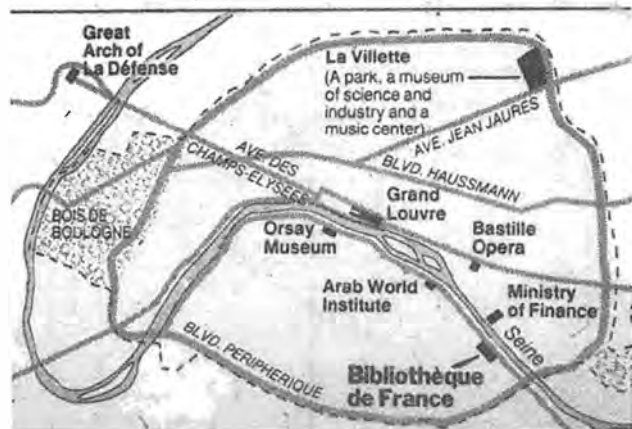 Great
Arch of
La Défense
La Villette
(A park, a museum
of science and
industry and a
music center)
AVE. JEAN JAURES
AVE. DES
CHAMPS-ELYSEES
BLVD. HAUSSMANN
BOIS DE
BOULOGNE
Grand
Louvre
Orsay
Museum
Bastille
Opera
Arab World
Institute
Ministry
of Finance
Seine
BLVD. PERIPHERIQUE
Bibliothèque
de France